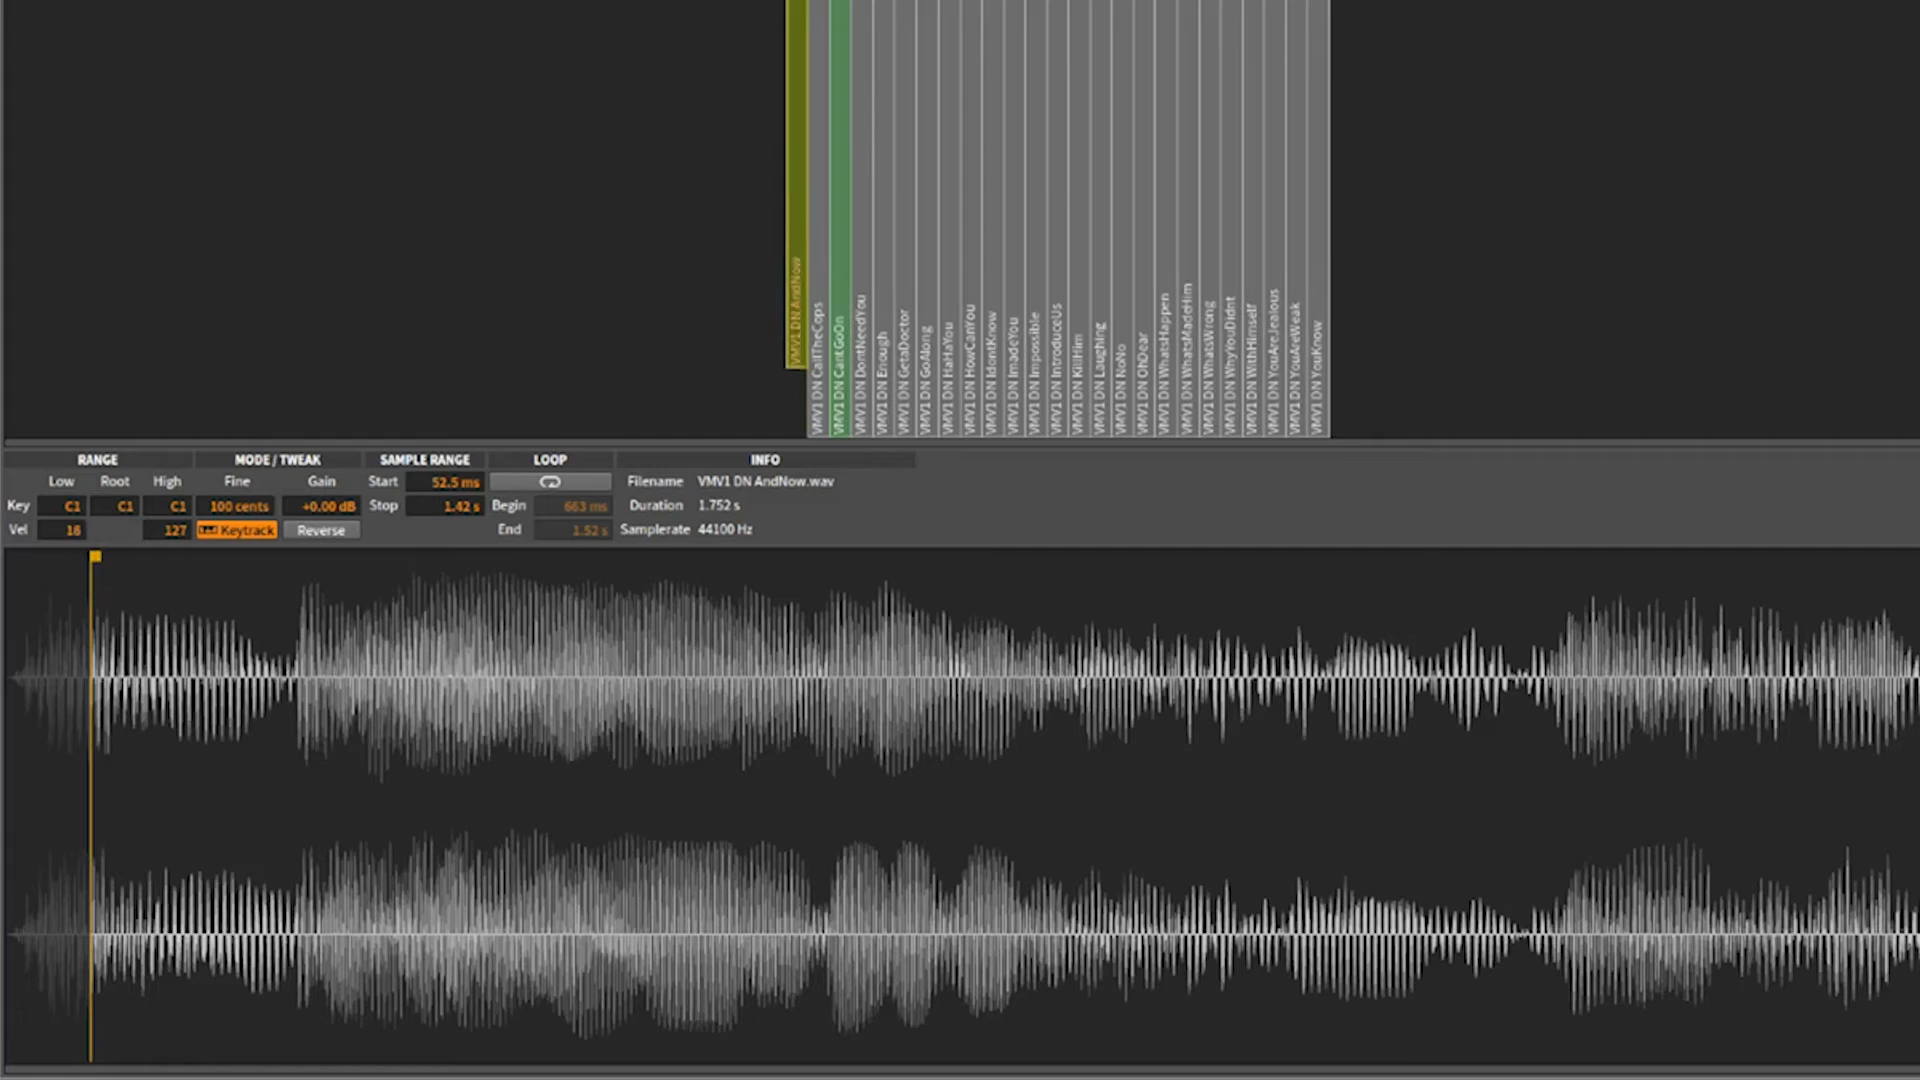 VMV1 DN AndNow
VMV1 DN CallTheCops
VMV1 DN CantGoOn
VMV1 DN DontNeedYou
VMV1 DN Enough
VMV1 DN GetaDoctor
VMV1 DN GoAlong
VMV1 DN HaHaYou
VMV1 DN HowCanYou
VMV1 DN IdontKnow
VMV1 DN ImadeYou
VMV1 DN Impossible
VMV1 DN IntroduceUs
VMV1 DN KillHim
VMV1 DN Laughing
VMV1 DN NoNo
VMV1 DN OhDear
VMV1 DN WhatsHappen
VMV1 DN WhatsMadeHim
VMV1 DN WhatsWrong
VMV1 DN WhyYouDidnt
VMV1 DN WithHimself
VMV1 DN YouAreJealous
VMV1 DN YouAreWeak
VMV1 DN YouKnow
RANGE MODE / TWEAK SAMPLE RANGE LOOP INFO
Low Root High Fine Gain Start 52.5 ms Filename VMV1 DN AndNow.wav
Key C1 C1 C1 100 cents +0.00 dB Stop 1.42 s Begin 663 ms Duration 1.752 s
Vel 16 127 Keytrack Reverse End 1.52 s Samplerate 44100 Hz